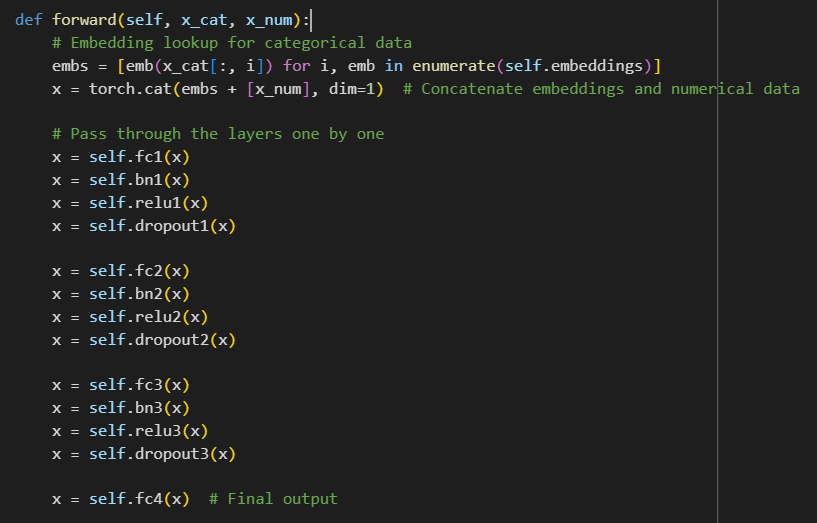 def forward(self, x_cat, x_num):
    # Embedding lookup for categorical data
    embs = [emb(x_cat[:, i]) for i, emb in enumerate(self.embeddings)]
    x = torch.cat(embs + [x_num], dim=1)  # Concatenate embeddings and numerical data

    # Pass through the layers one by one
    x = self.fc1(x)
    x = self.bn1(x)
    x = self.relu1(x)
    x = self.dropout1(x)

    x = self.fc2(x)
    x = self.bn2(x)
    x = self.relu2(x)
    x = self.dropout2(x)

    x = self.fc3(x)
    x = self.bn3(x)
    x = self.relu3(x)
    x = self.dropout3(x)

    x = self.fc4(x)  # Final output